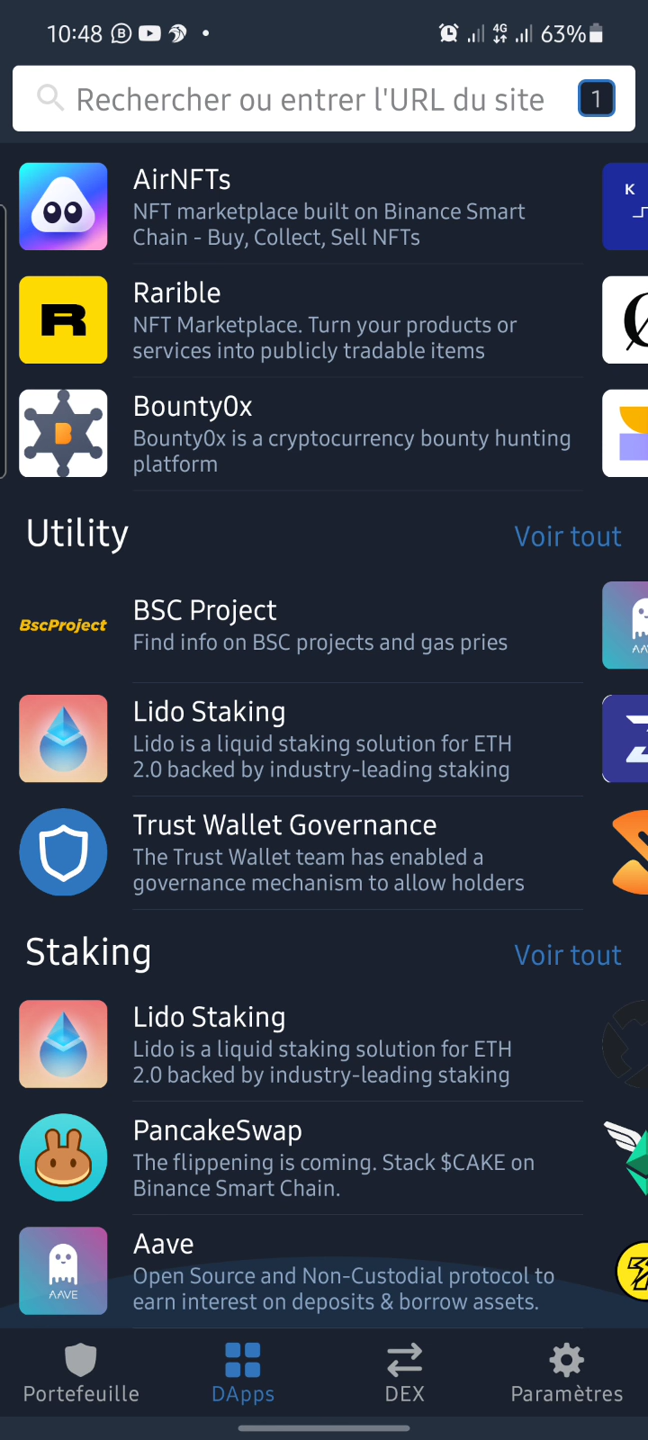 10:48
4G
63%
Rechercher ou entrer l'URL du site
1
AirNFTs
NFT marketplace built on Binance Smart
Chain - Buy, Collect, Sell NFTs
K
Rarible
NFT Marketplace. Turn your products or
services into publicly tradable items
R
Bounty0x
Bounty0x is a cryptocurrency bounty hunting
platform
B
Utility
Voir tout
BscProject
BSC Project
Find info on BSC projects and gas pries
Lido Staking
Lido is a liquid staking solution for ETH
2.0 backed by industry-leading staking
Trust Wallet Governance
The Trust Wallet team has enabled a
governance mechanism to allow holders
Staking
Voir tout
Lido Staking
Lido is a liquid staking solution for ETH
2.0 backed by industry-leading staking
PancakeSwap
The flippening is coming. Stack $CAKE on
Binance Smart Chain.
AAVE
Aave
Open Source and Non-Custodial protocol to
earn interest on deposits & borrow assets.
Portefeuille
DApps
DEX
Paramètres